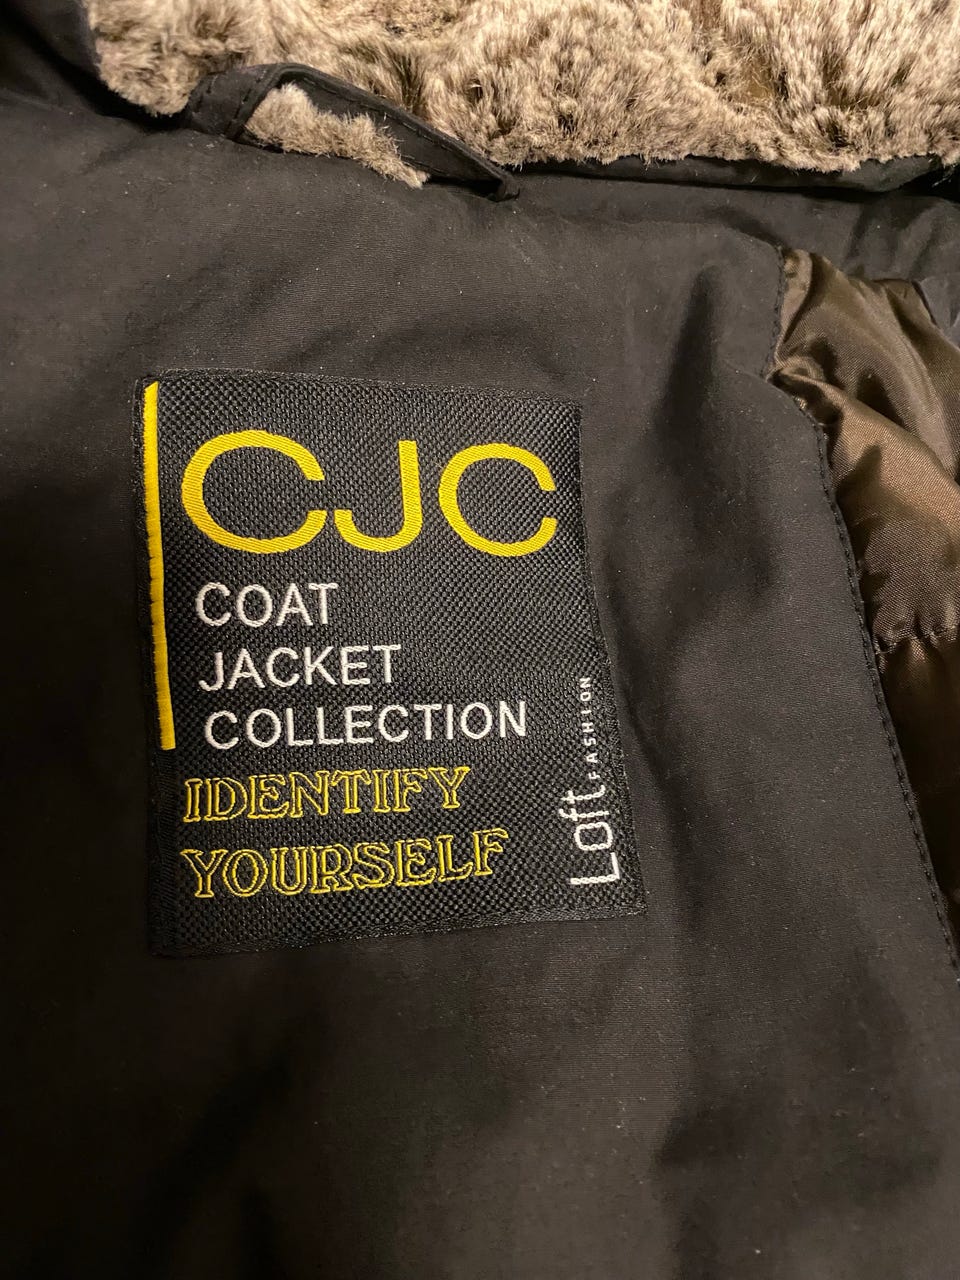 CJC
COAT
JACKET
COLLECTION
IDENTIFY
YOURSELF
Loft FASHION